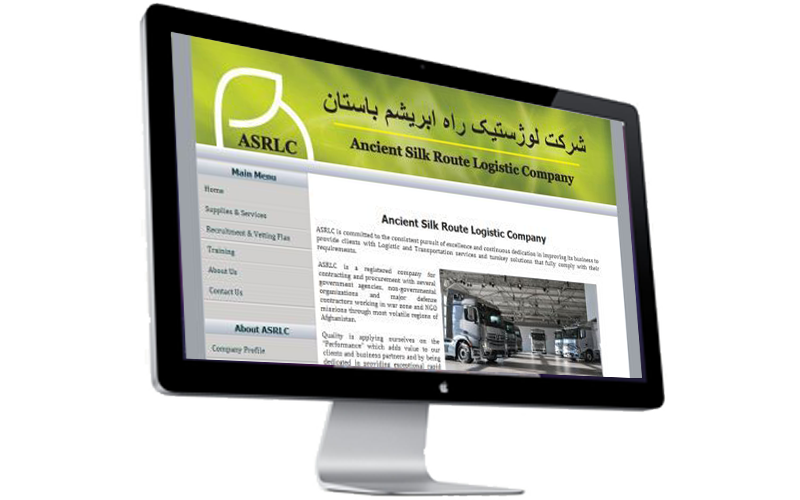 شرکت لوژستیک راه ابریشم باستان
Ancient Silk Route Logistic Company
ASRLC
Main Menu
Home
Supplies & Services
Recruitment & Vetting Plan
Training
About Us
Contact Us
About ASRLC
Company Profile
Ancient Silk Route Logistic Company
ASRLC is committed to the consistent pursuit of excellence and continuous dedication in improving its business to
provide clients with Logistic and Transportation services and turnkey solutions that fully comply with their
requirements.
ASRLC is a registered company for
contracting and procurement with several
government agencies, non-governmental
organizations and major defense
contractors working in war zone and NGO
missions through most volatile regions of
Afghanistan.
Quality is applying ourselves on the
"Performance" which adds value to our
clients and business partners and by being
dedicated in providing exceptional rapid